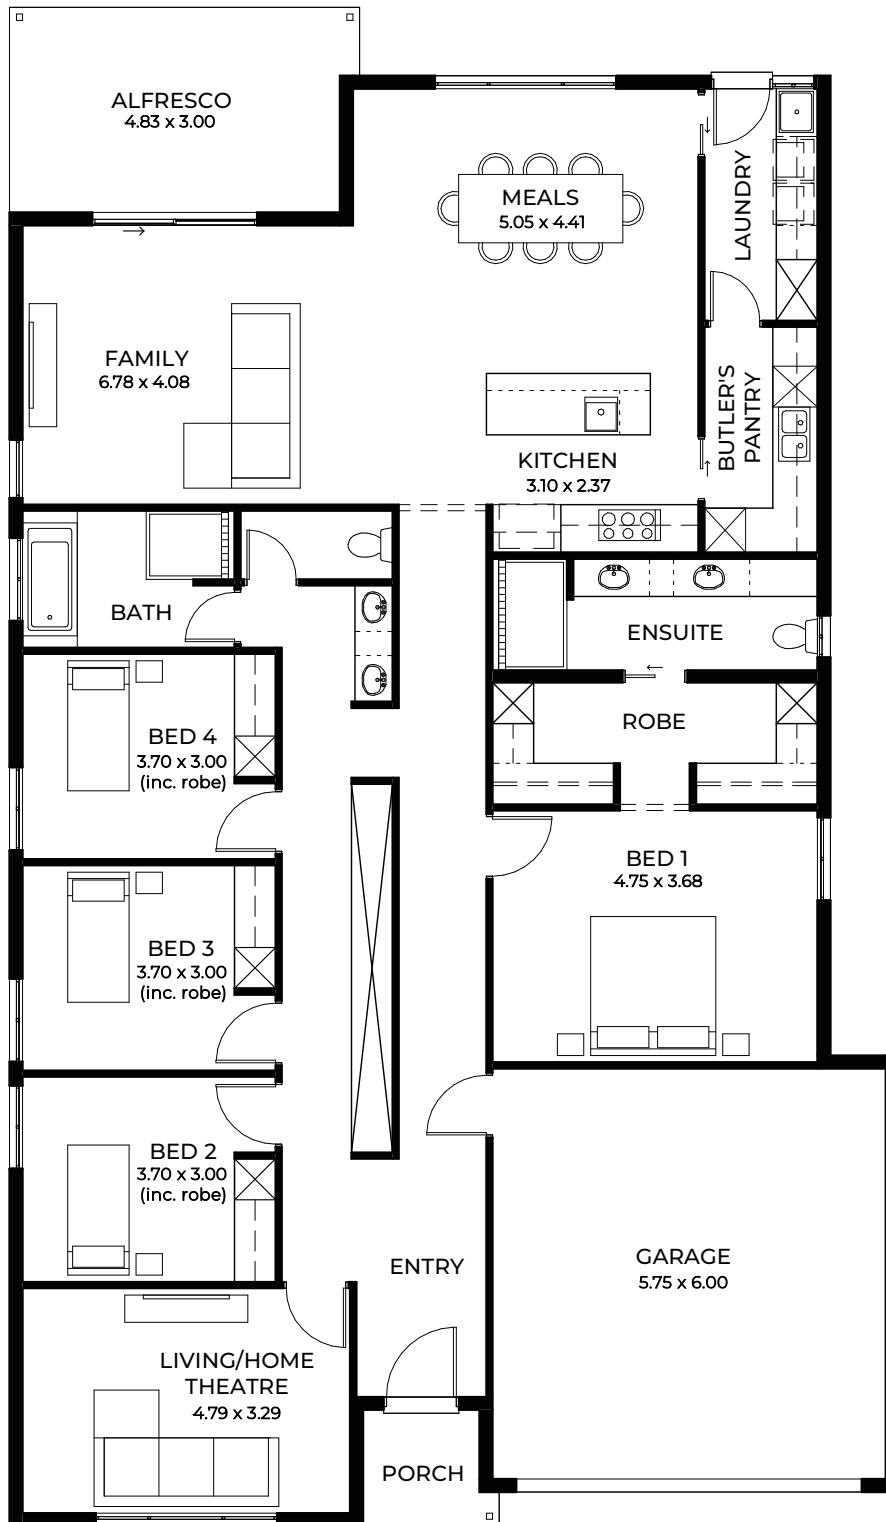 ALFRESCO
4.83 x 3.00
MEALS
5.05 x 4.41
LAUNDRY
FAMILY
6.78 x 4.08
BUTLER'S
PANTRY
KITCHEN
3.10 x 2.37
BATH
ENSUITE
ROBE
BED 4
3.70 x 3.00
(inc. robe)
BED 1
4.75 x 3.68
BED 3
3.70 x 3.00
(inc. robe)
BED 2
3.70 x 3.00
(inc. robe)
ENTRY
GARAGE
5.75 x 6.00
LIVING/HOME
THEATRE
4.79 x 3.29
PORCH